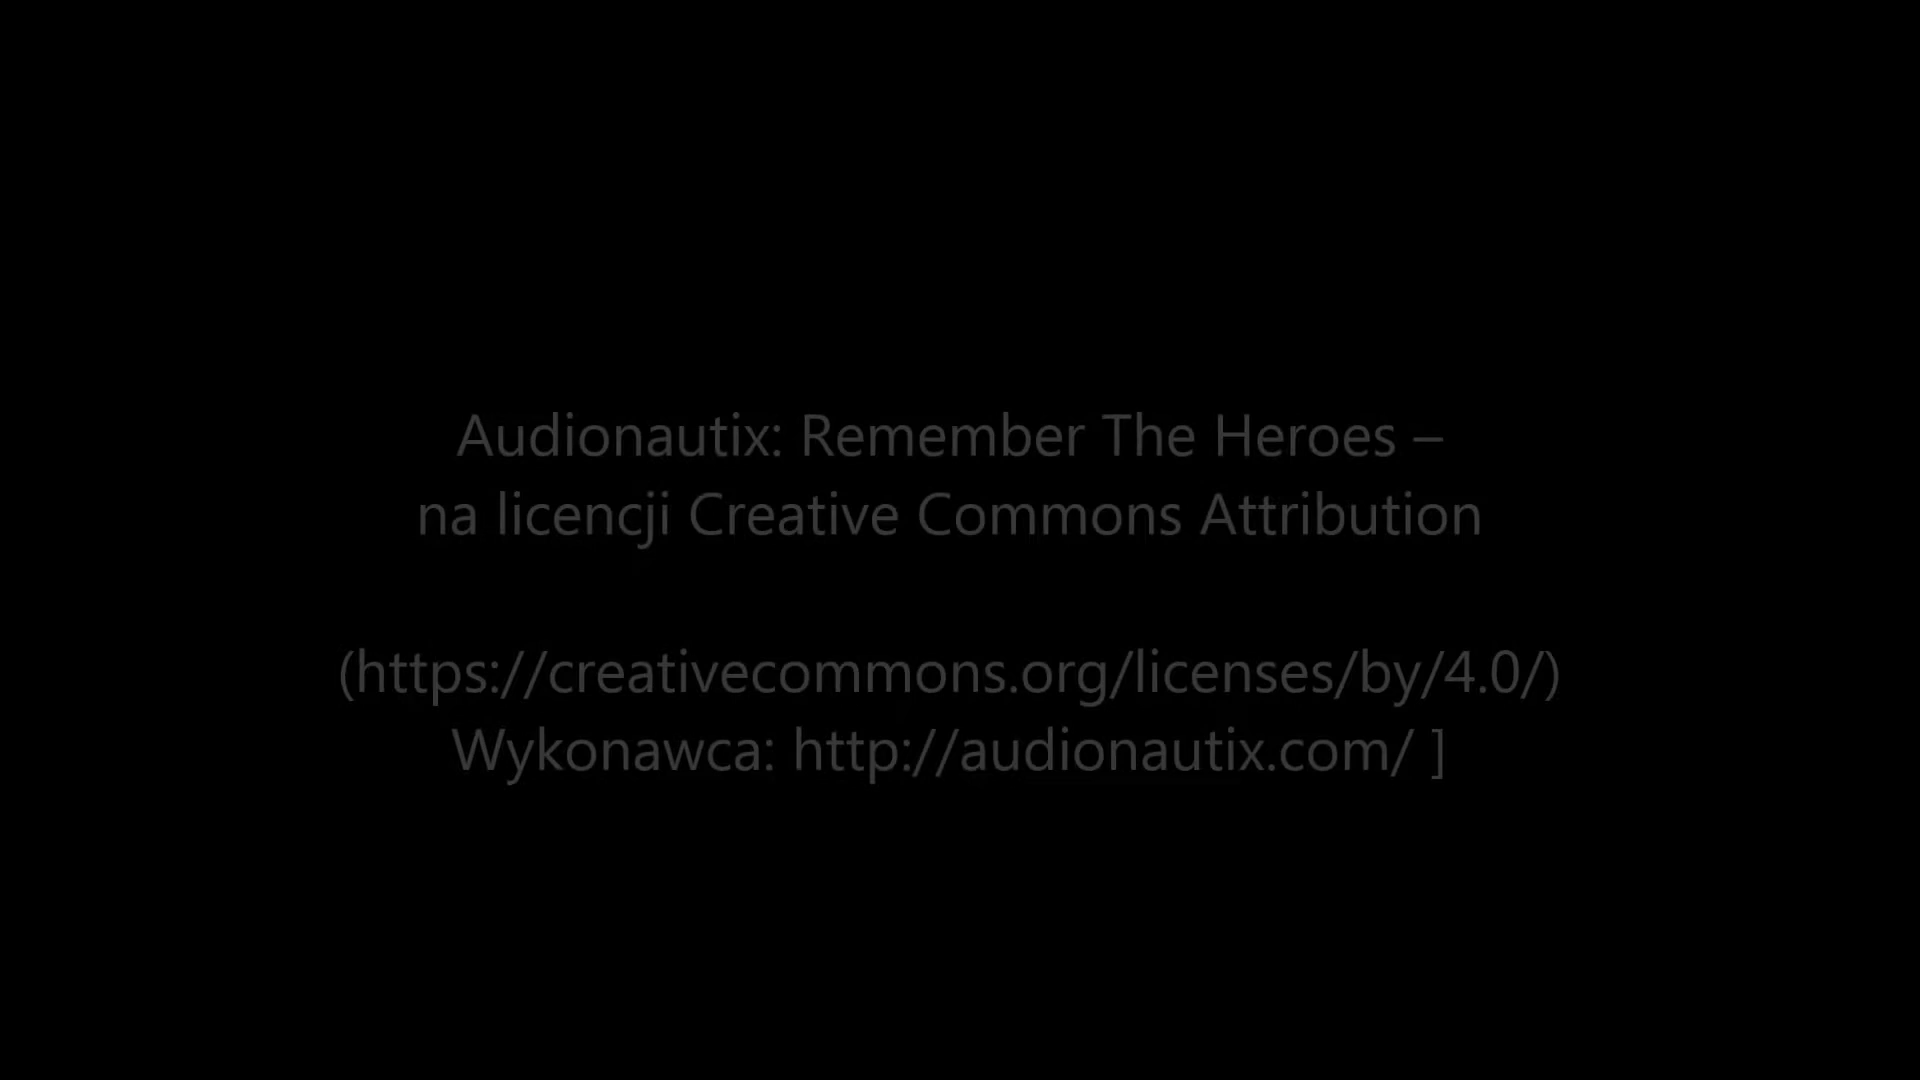 Audionautix: Remember The Heroes –
na licencji Creative Commons Attribution
(https://creativecommons.org/licenses/by/4.0/)
Wykonawca: http://audionautix.com/ ]